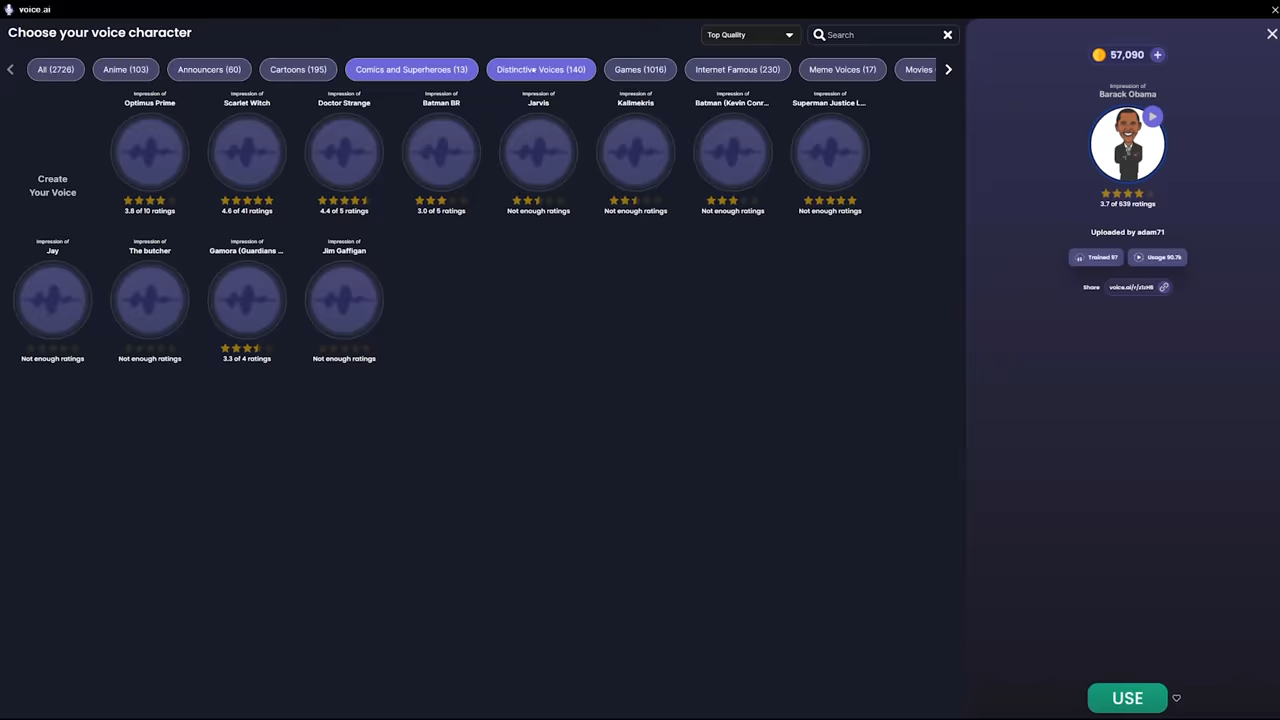 voice.ai
Choose your voice character
Top Quality
Search
All (2726)
Anime (103)
Announcers (60)
Cartoons (195)
Comics and Superheroes (13)
Distinctive Voices (140)
Games (1016)
Internet Famous (230)
Meme Voices (17)
Movies
Create
Your Voice
Impression of
Optimus Prime
3.8 of 10 ratings
Impression of
Scarlet Witch
4.6 of 41 ratings
Impression of
Doctor Strange
4.4 of 5 ratings
Impression of
Batman BR
3.0 of 5 ratings
Impression of
Jarvis
Not enough ratings
Impression of
Kallmekris
Not enough ratings
Impression of
Batman (Kevin Conr...
Not enough ratings
Impression of
Superman Justice L...
Not enough ratings
Impression of
Jay
Not enough ratings
Impression of
The butcher
Not enough ratings
Impression of
Gamora (Guardians ...
3.3 of 4 ratings
Impression of
Jim Gaffigan
Not enough ratings
57,090
Impression of
Barack Obama
3.7 of 639 ratings
Uploaded by adam71
Trained 97
Usage 90.7k
Share
USE